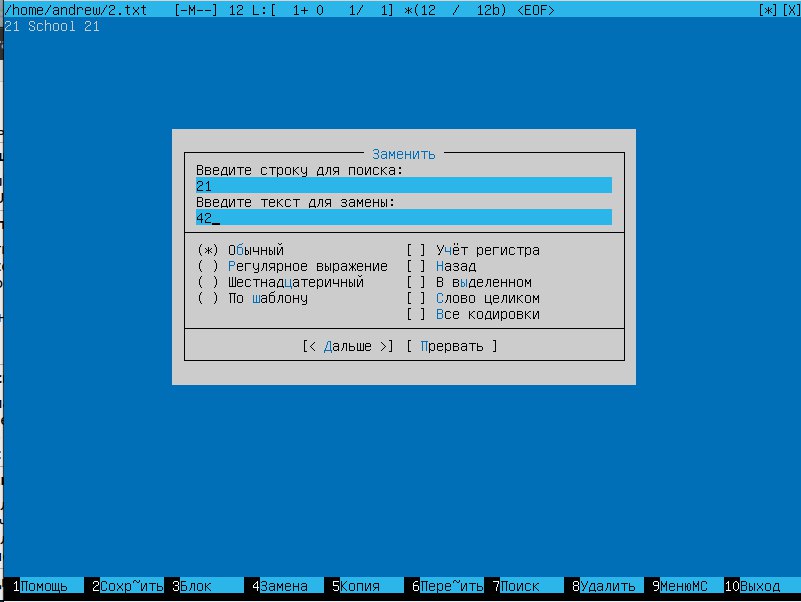 /home/andrew/2.txt [-M--] 12 L:[ 1+ 0 1/ 1] *(12 / 12b) <EOF> [*][X]
21 School 21
Заменить
Введите строку для поиска:
21
Введите текст для замены:
42_
(*) Обычный [ ] Учёт регистра
( ) Регулярное выражение [ ] Назад
( ) Шестнадцатеричный [ ] В выделенном
( ) По шаблону [ ] Слово целиком
[ ] Все кодировки
[< Дальше >] [ Прервать ]
1Помощь 2Сохр~ить 3Блок 4Замена 5Копия 6Пере~ить 7Поиск 8Удалить 9МенюMC 10Выход